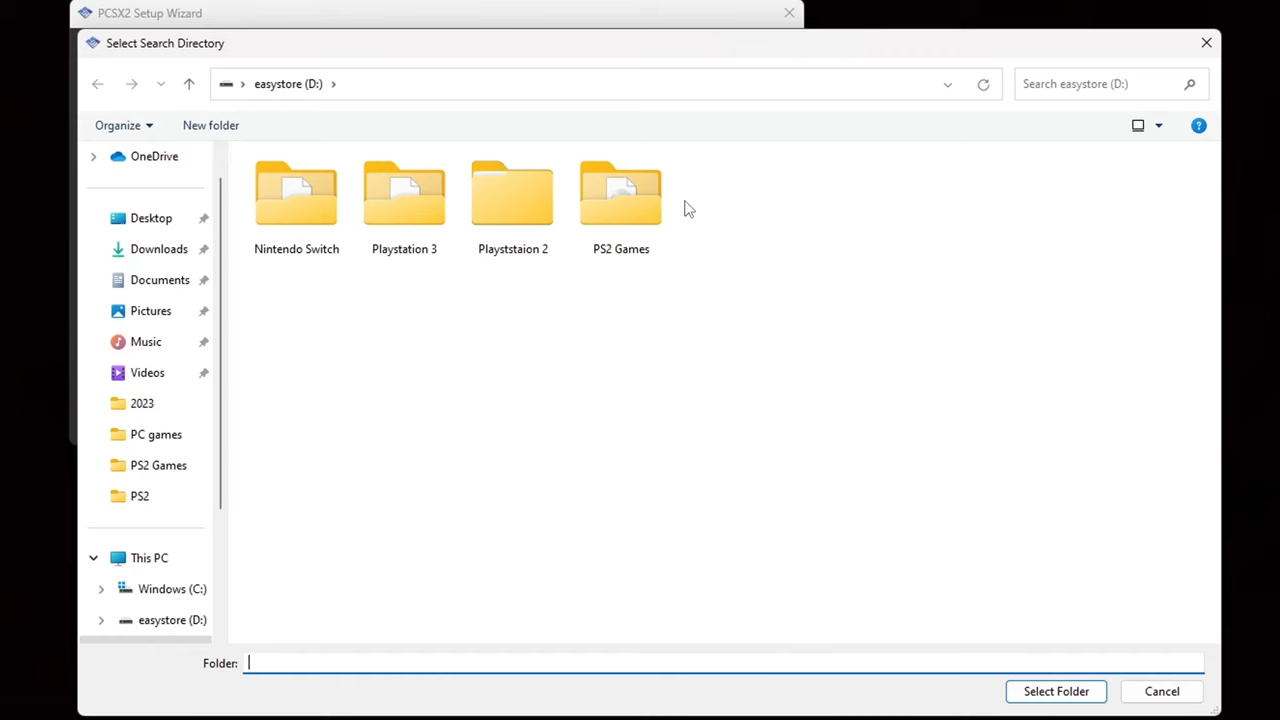 PCSX2 Setup Wizard
Select Search Directory
easystore (D:)
Search easystore (D:)
Organize
New folder
OneDrive
Desktop
Downloads
Documents
Pictures
Music
Videos
2023
PC games
PS2 Games
PS2
This PC
Windows (C:)
easystore (D:)
Nintendo Switch
Playstation 3
Playststaion 2
PS2 Games
Folder:
Select Folder
Cancel